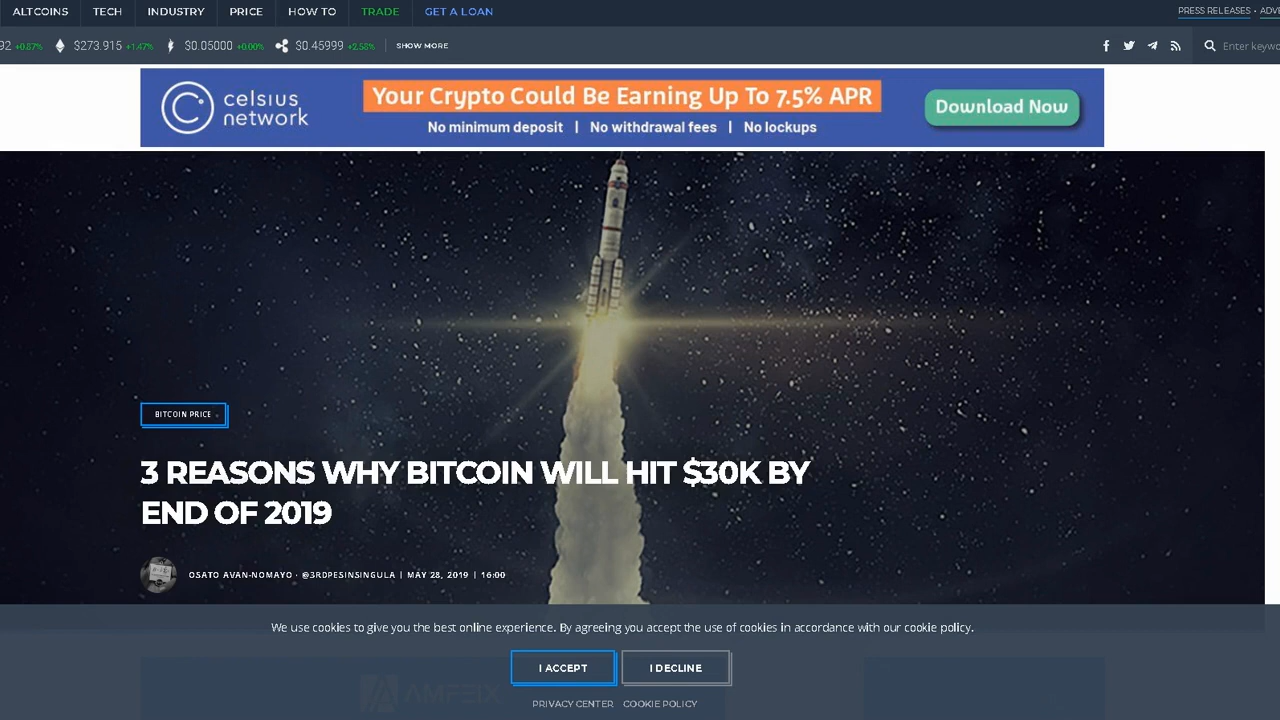 ALTCOINS TECH INDUSTRY PRICE HOW TO TRADE GET A LOAN PRESS RELEASES •
92 +0.87% $273.915 +1.47% $0.05000 +0.00% $0.45999 +2.58% SHOW MORE Enter
celsius network
Your Crypto Could Be Earning Up To 7.5% APR
No minimum deposit | No withdrawal fees | No lockups
Download Now
BITCOIN PRICE
3 REASONS WHY BITCOIN WILL HIT $30K BY
END OF 2019
OSATO AVAN-NOMAYO · @3RDPESINSINGULA | MAY 28, 2019 | 16:00
We use cookies to give you the best online experience. By agreeing you accept the use of cookies in accordance with our cookie policy.
I ACCEPT I DECLINE
AMFEIX
PRIVACY CENTER COOKIE POLICY